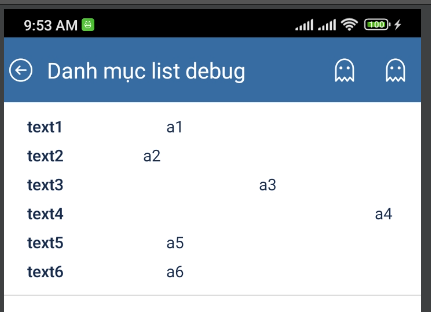 9:53 AM
100
Danh mục list debug
text1 a1
text2 a2
text3 a3
text4 a4
text5 a5
text6 a6